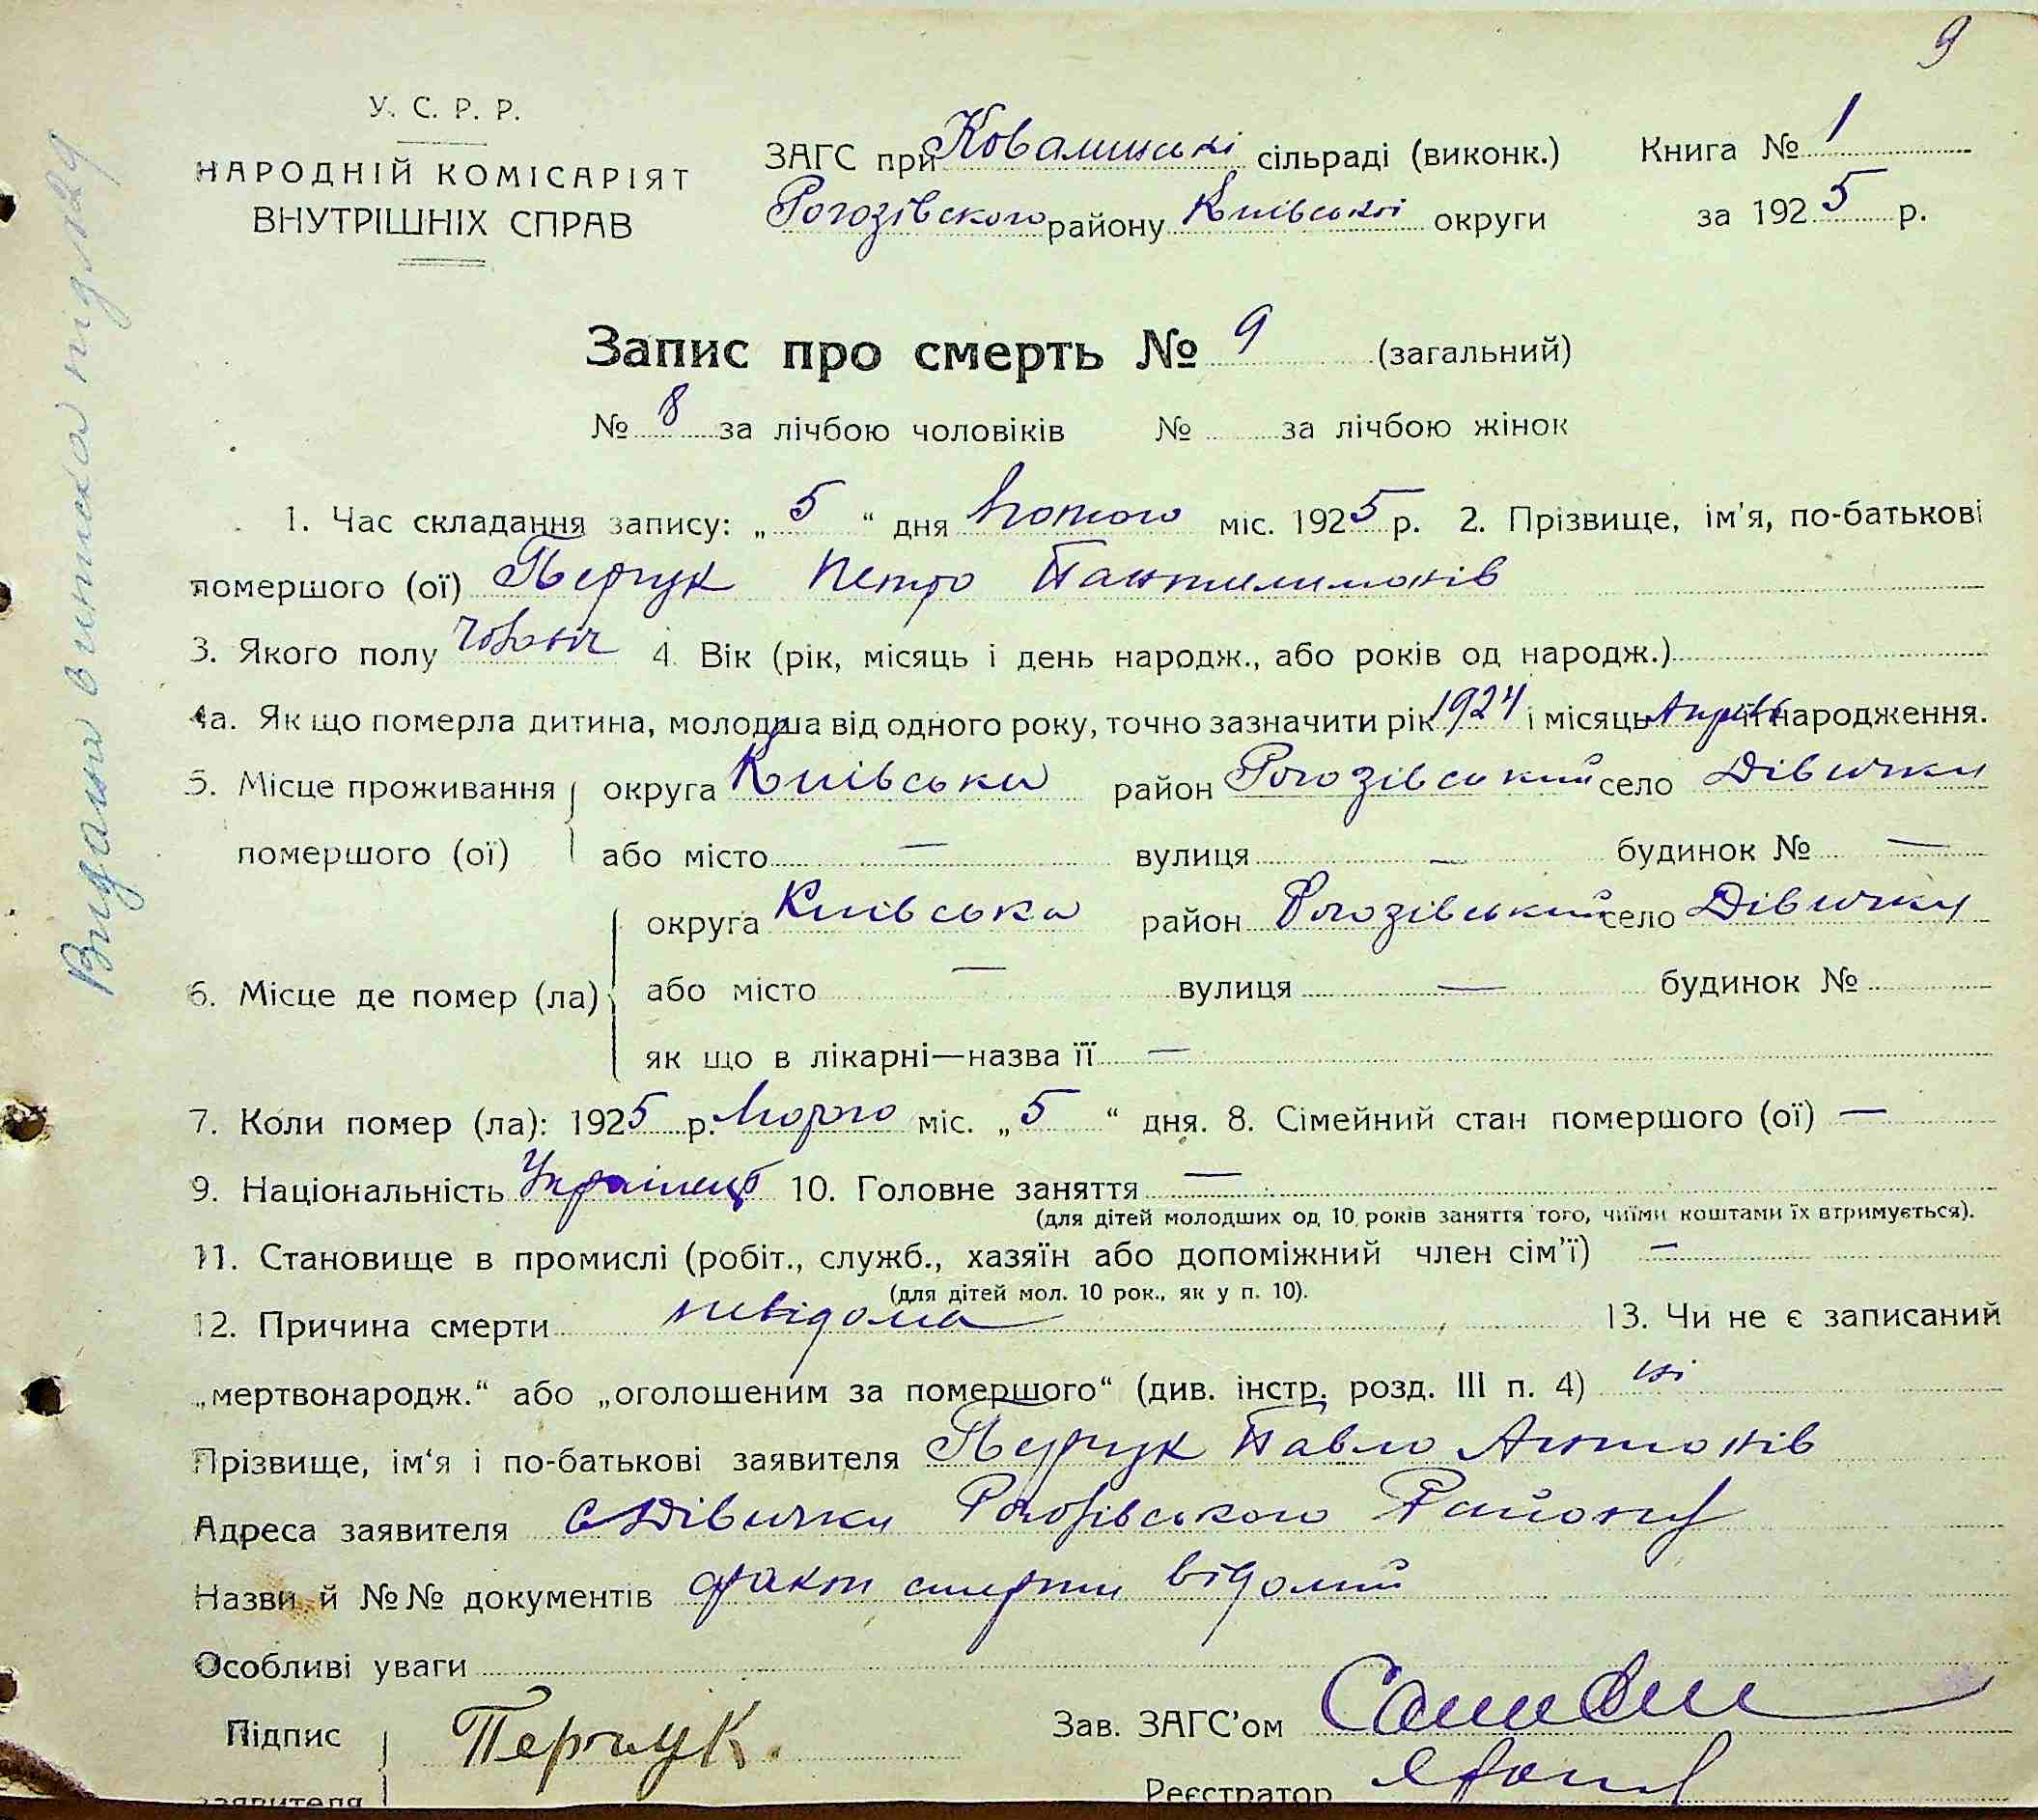 9
У. С. Р. Р.
НАРОДНІЙ КОМІСАРІЯТ
ВНУТРІШНІХ СПРАВ
ЗАГС при Ковалинські сільраді (виконк.)
Рогозівского району Київської округи
Книга № 1
за 1925 р.
Запис про смерть № 9 (загальний)
№ 8 за лічбою чоловіків № за лічбою жінок
1. Час складання запису: „5“ дня Лютого міс. 1925 р. 2. Прізвище, ім'я, по-батькові
помершого (ої) Перчук Петро Пантилимонів
3. Якого полу 4. Вік (рік, місяць і день народж., або років од народж.)
4а. Як що померла дитина, молодша від одного року, точно зазначити рік 1924 і місяць її народження.
5. Місце проживання округа Київська район Рогозівський село Дівички
помершого (ої) або місто — вулиця — будинок № —
округа Київська район Рогозівський село Дівички
6. Місце де помер (ла) або місто — вулиця — будинок №
як що в лікарні—назва її —
7. Коли помер (ла): 1925 р. міс. „5“ дня. 8. Сімейний стан помершого (ої) —
9. Національність Українець 10. Головне заняття —
(для дітей молодших од 10 років заняття того, чиїми коштами їх втримується).
11. Становище в промислі (робіт., служб., хазяїн або допоміжний член сім'ї) —
(для дітей мол. 10 рок., як у п. 10).
12. Причина смерти невідома 13. Чи не є записаний
„мертвонародж.“ або „оголошеним за помершого“ (див. інстр. розд. III п. 4) ні
Прізвище, ім'я і по-батькові заявителя Перчук Павло Антонів
Адреса заявителя с Дівички Рогозівського Району
Назви й №№ документів факт смерти відомий
Особливі уваги
Підпис Перчук.
Зав. ЗАГС'ом
заявителя
Реєстратор